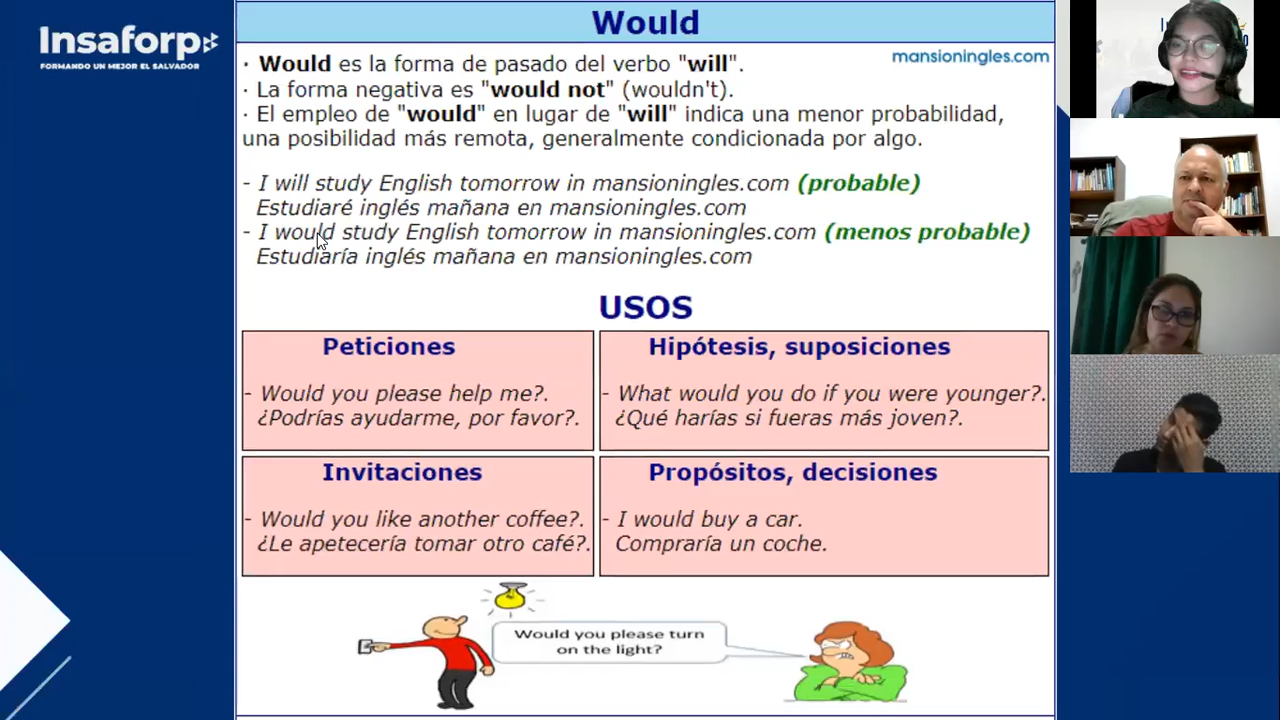 Insaforp
FORMANDO UN MEJOR EL SALVADOR
Would
mansioningles.com
· Would es la forma de pasado del verbo "will".
· La forma negativa es "would not" (wouldn't).
· El empleo de "would" en lugar de "will" indica una menor probabilidad,
una posibilidad más remota, generalmente condicionada por algo.
- I will study English tomorrow in mansioningles.com (probable)
Estudiaré inglés mañana en mansioningles.com
- I would study English tomorrow in mansioningles.com (menos probable)
Estudiaría inglés mañana en mansioningles.com
USOS
Peticiones
- Would you please help me?.
¿Podrías ayudarme, por favor?.
Hipótesis, suposiciones
- What would you do if you were younger?.
¿Qué harías si fueras más joven?.
Invitaciones
- Would you like another coffee?.
¿Le apetecería tomar otro café?.
Propósitos, decisiones
- I would buy a car.
Compraría un coche.
Would you please turn
on the light?